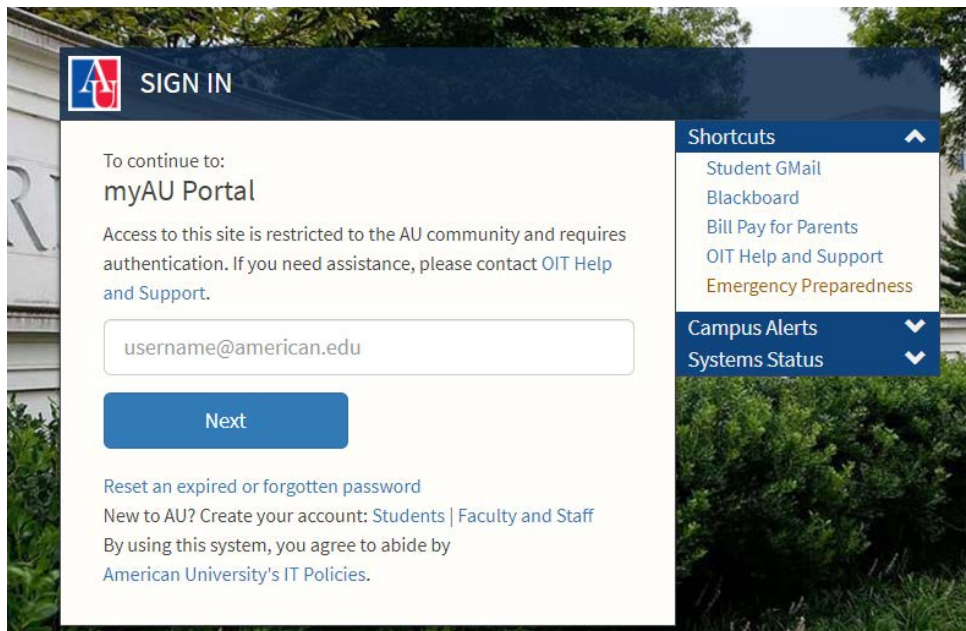 AU
SIGN IN
To continue to:
myAU Portal
Access to this site is restricted to the AU community and requires
authentication. If you need assistance, please contact OIT Help
and Support.
username@american.edu
Next
Reset an expired or forgotten password
New to AU? Create your account: Students | Faculty and Staff
By using this system, you agree to abide by
American University's IT Policies.
Shortcuts
Student GMail
Blackboard
Bill Pay for Parents
OIT Help and Support
Emergency Preparedness
Campus Alerts
Systems Status